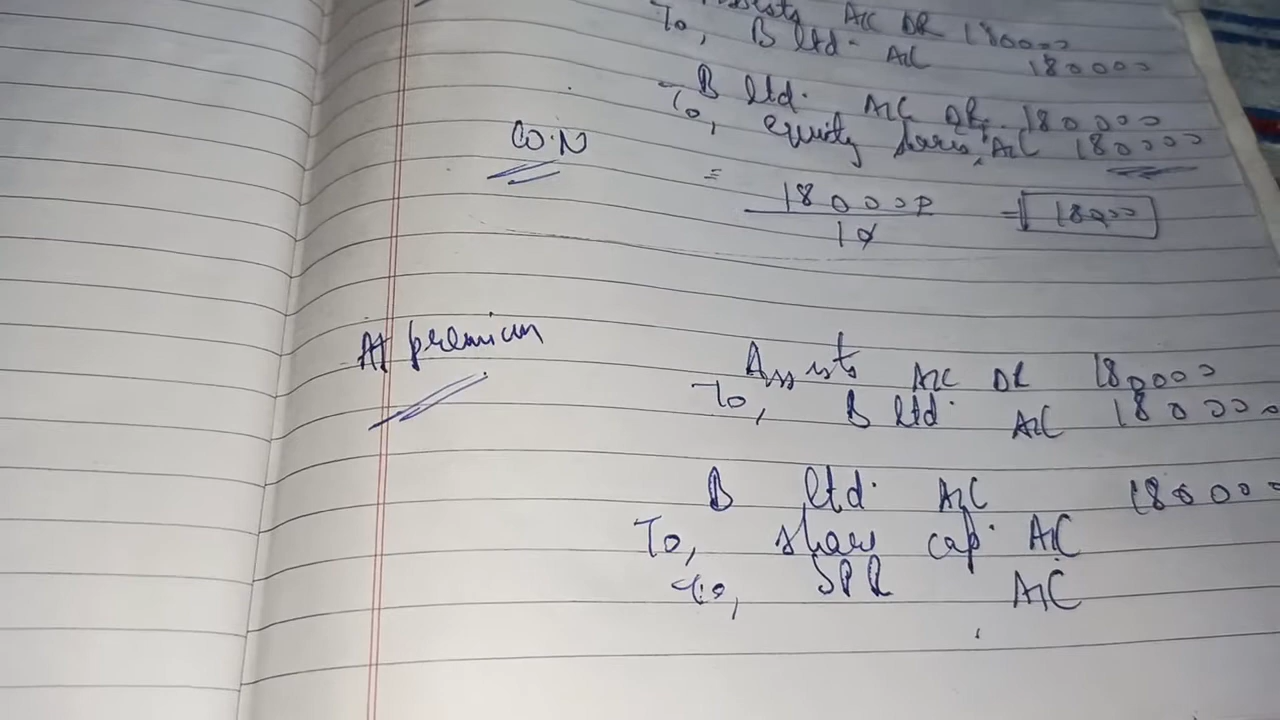 A/C DR 180000
To, B ltd. A/C 180000
B ltd. A/C DR. 180000
To, equity shares A/C 180000
W.N
= 180000 / 10 = 18000
At premium
Assets A/C DR 180000
To, B ltd. A/C 180000
B ltd. A/C 180000
To, share cap. A/C
To, SPR A/C